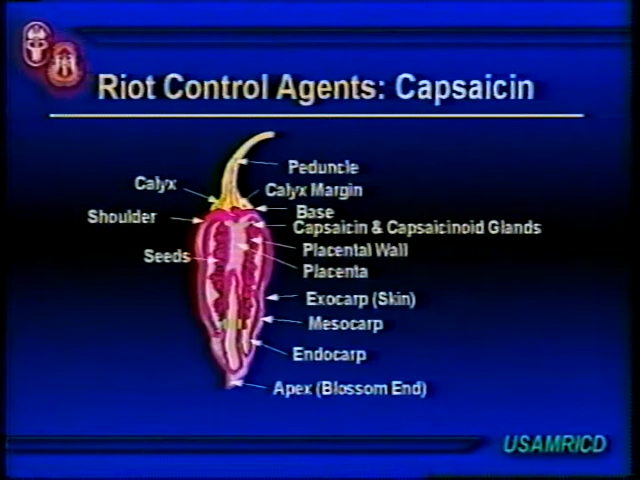 Riot Control Agents: Capsaicin
Peduncle
Calyx
Calyx Margin
Base
Shoulder
Capsaicin & Capsaicinoid Glands
Placental Wall
Seeds
Placenta
Exocarp (Skin)
Mesocarp
Endocarp
Apex (Blossom End)
USAMRICD